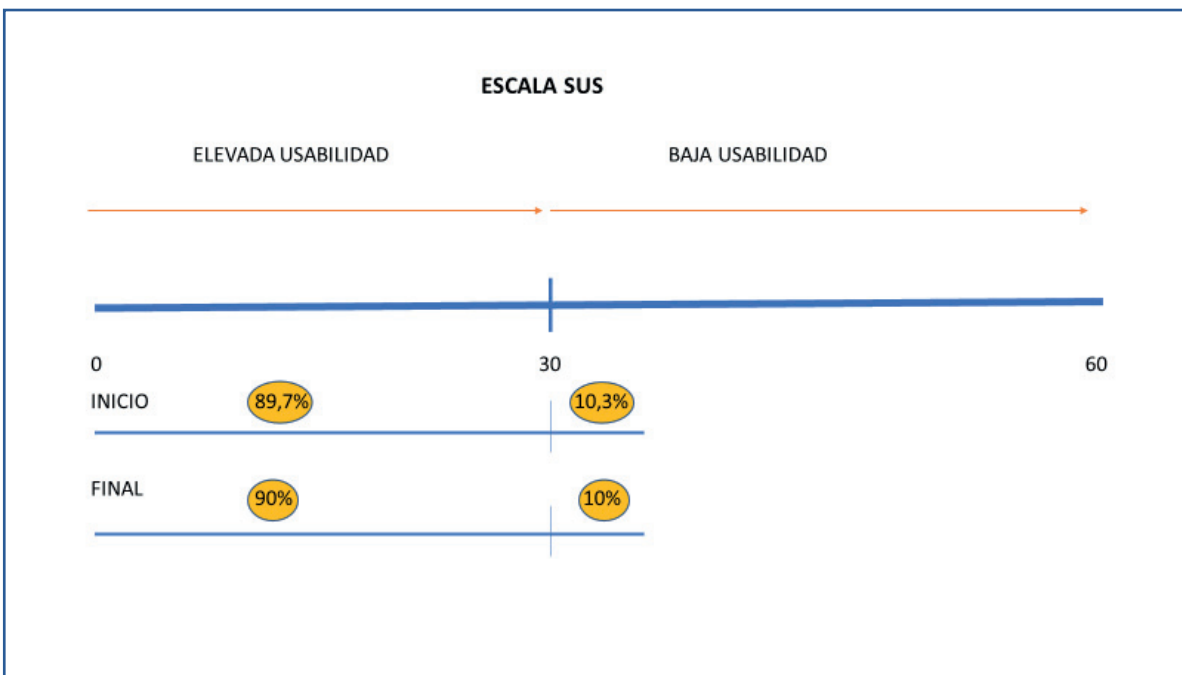 ESCALA SUS
ELEVADA USABILIDAD BAJA USABILIDAD
0 30 60
INICIO 89,7% 10,3%
FINAL 90% 10%